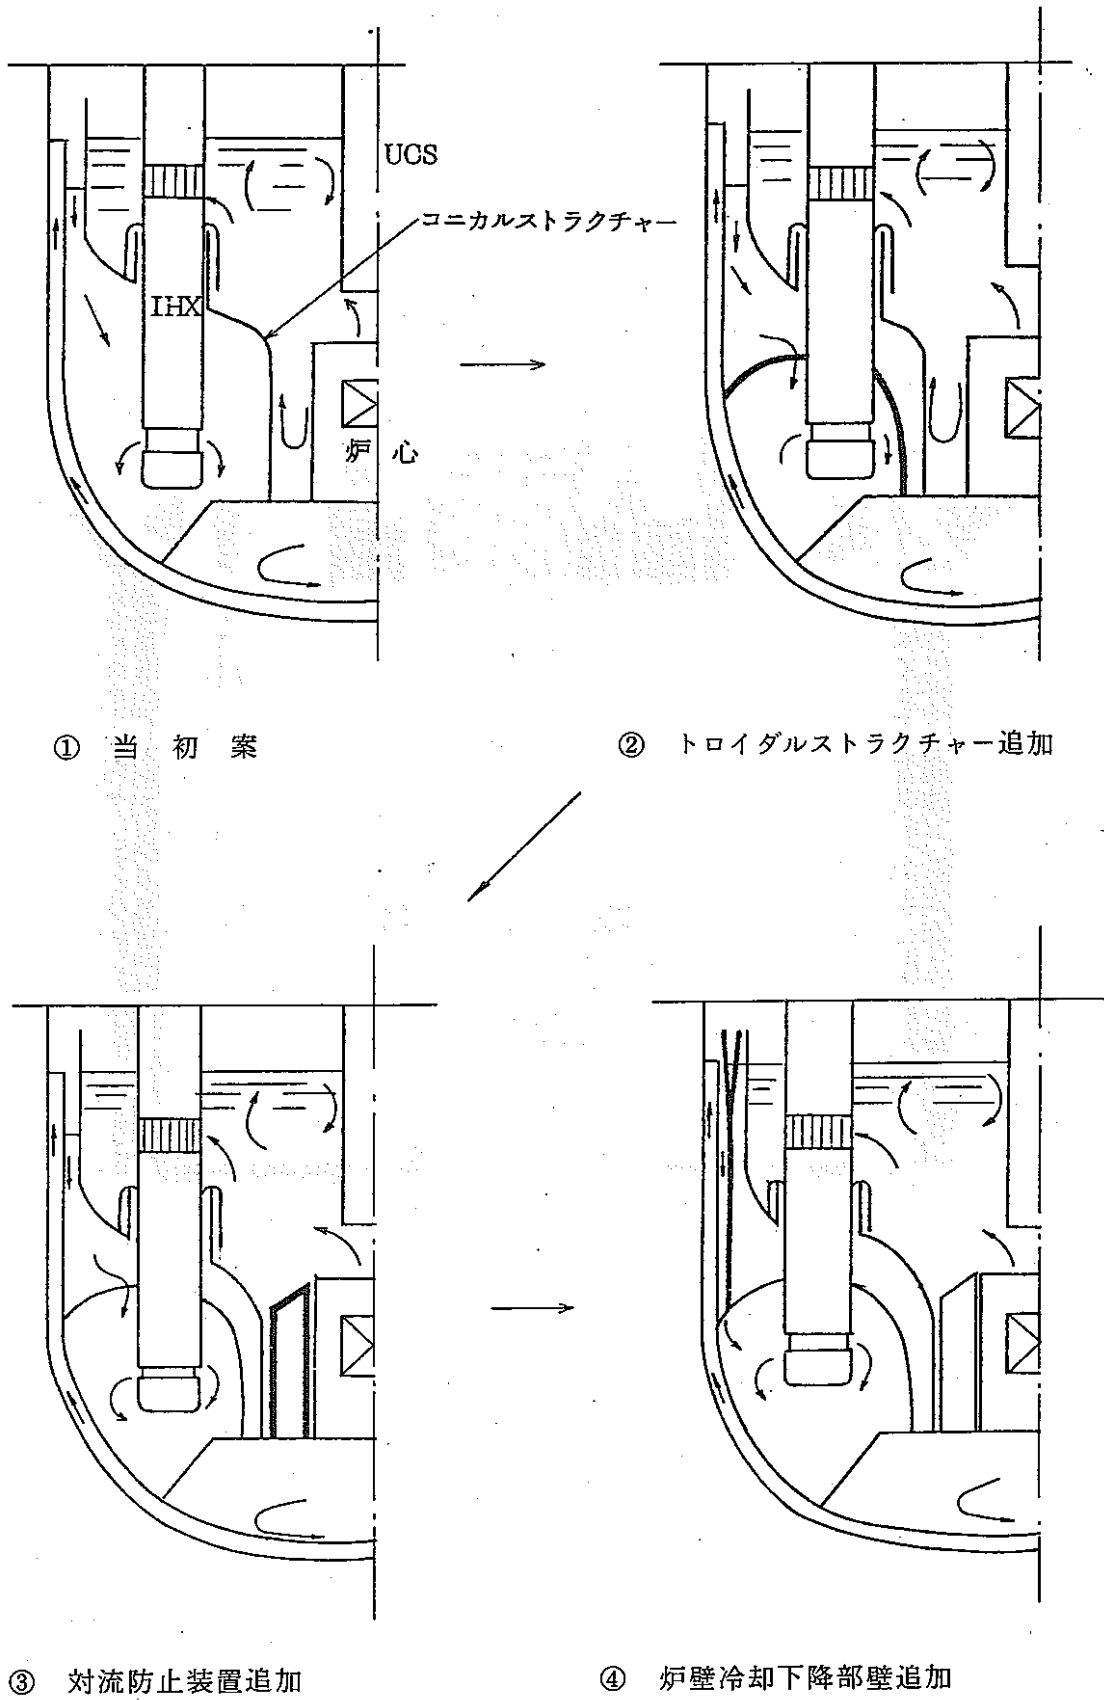 UCS
コニカルストラクチャー
IHX
炉心
① 当初案
② トロイダルストラクチャー追加
③ 対流防止装置追加
④ 炉壁冷却下降部壁追加